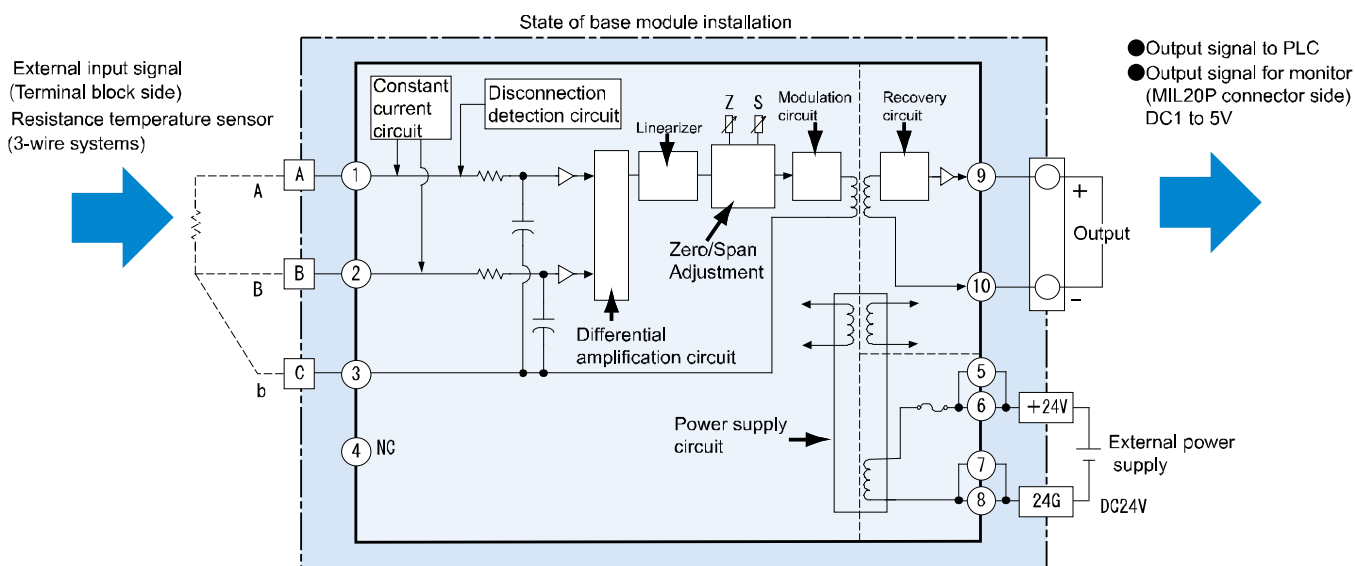 State of base module installation
External input signal
(Terminal block side)
Resistance temperature sensor
(3-wire systems)
Constant
current
circuit
Disconnection
detection circuit
Linearizer
Z
S
Modulation
circuit
Recovery
circuit
●Output signal to PLC
●Output signal for monitor
(MIL20P connector side)
DC1 to 5V
A
A
1
9
+
Output
B
B
2
Zero/Span
Adjustment
10
−
Differential
amplification circuit
C
b
3
5
6
+24V
Power supply
circuit
External power
supply
4
NC
7
8
24G
DC24V